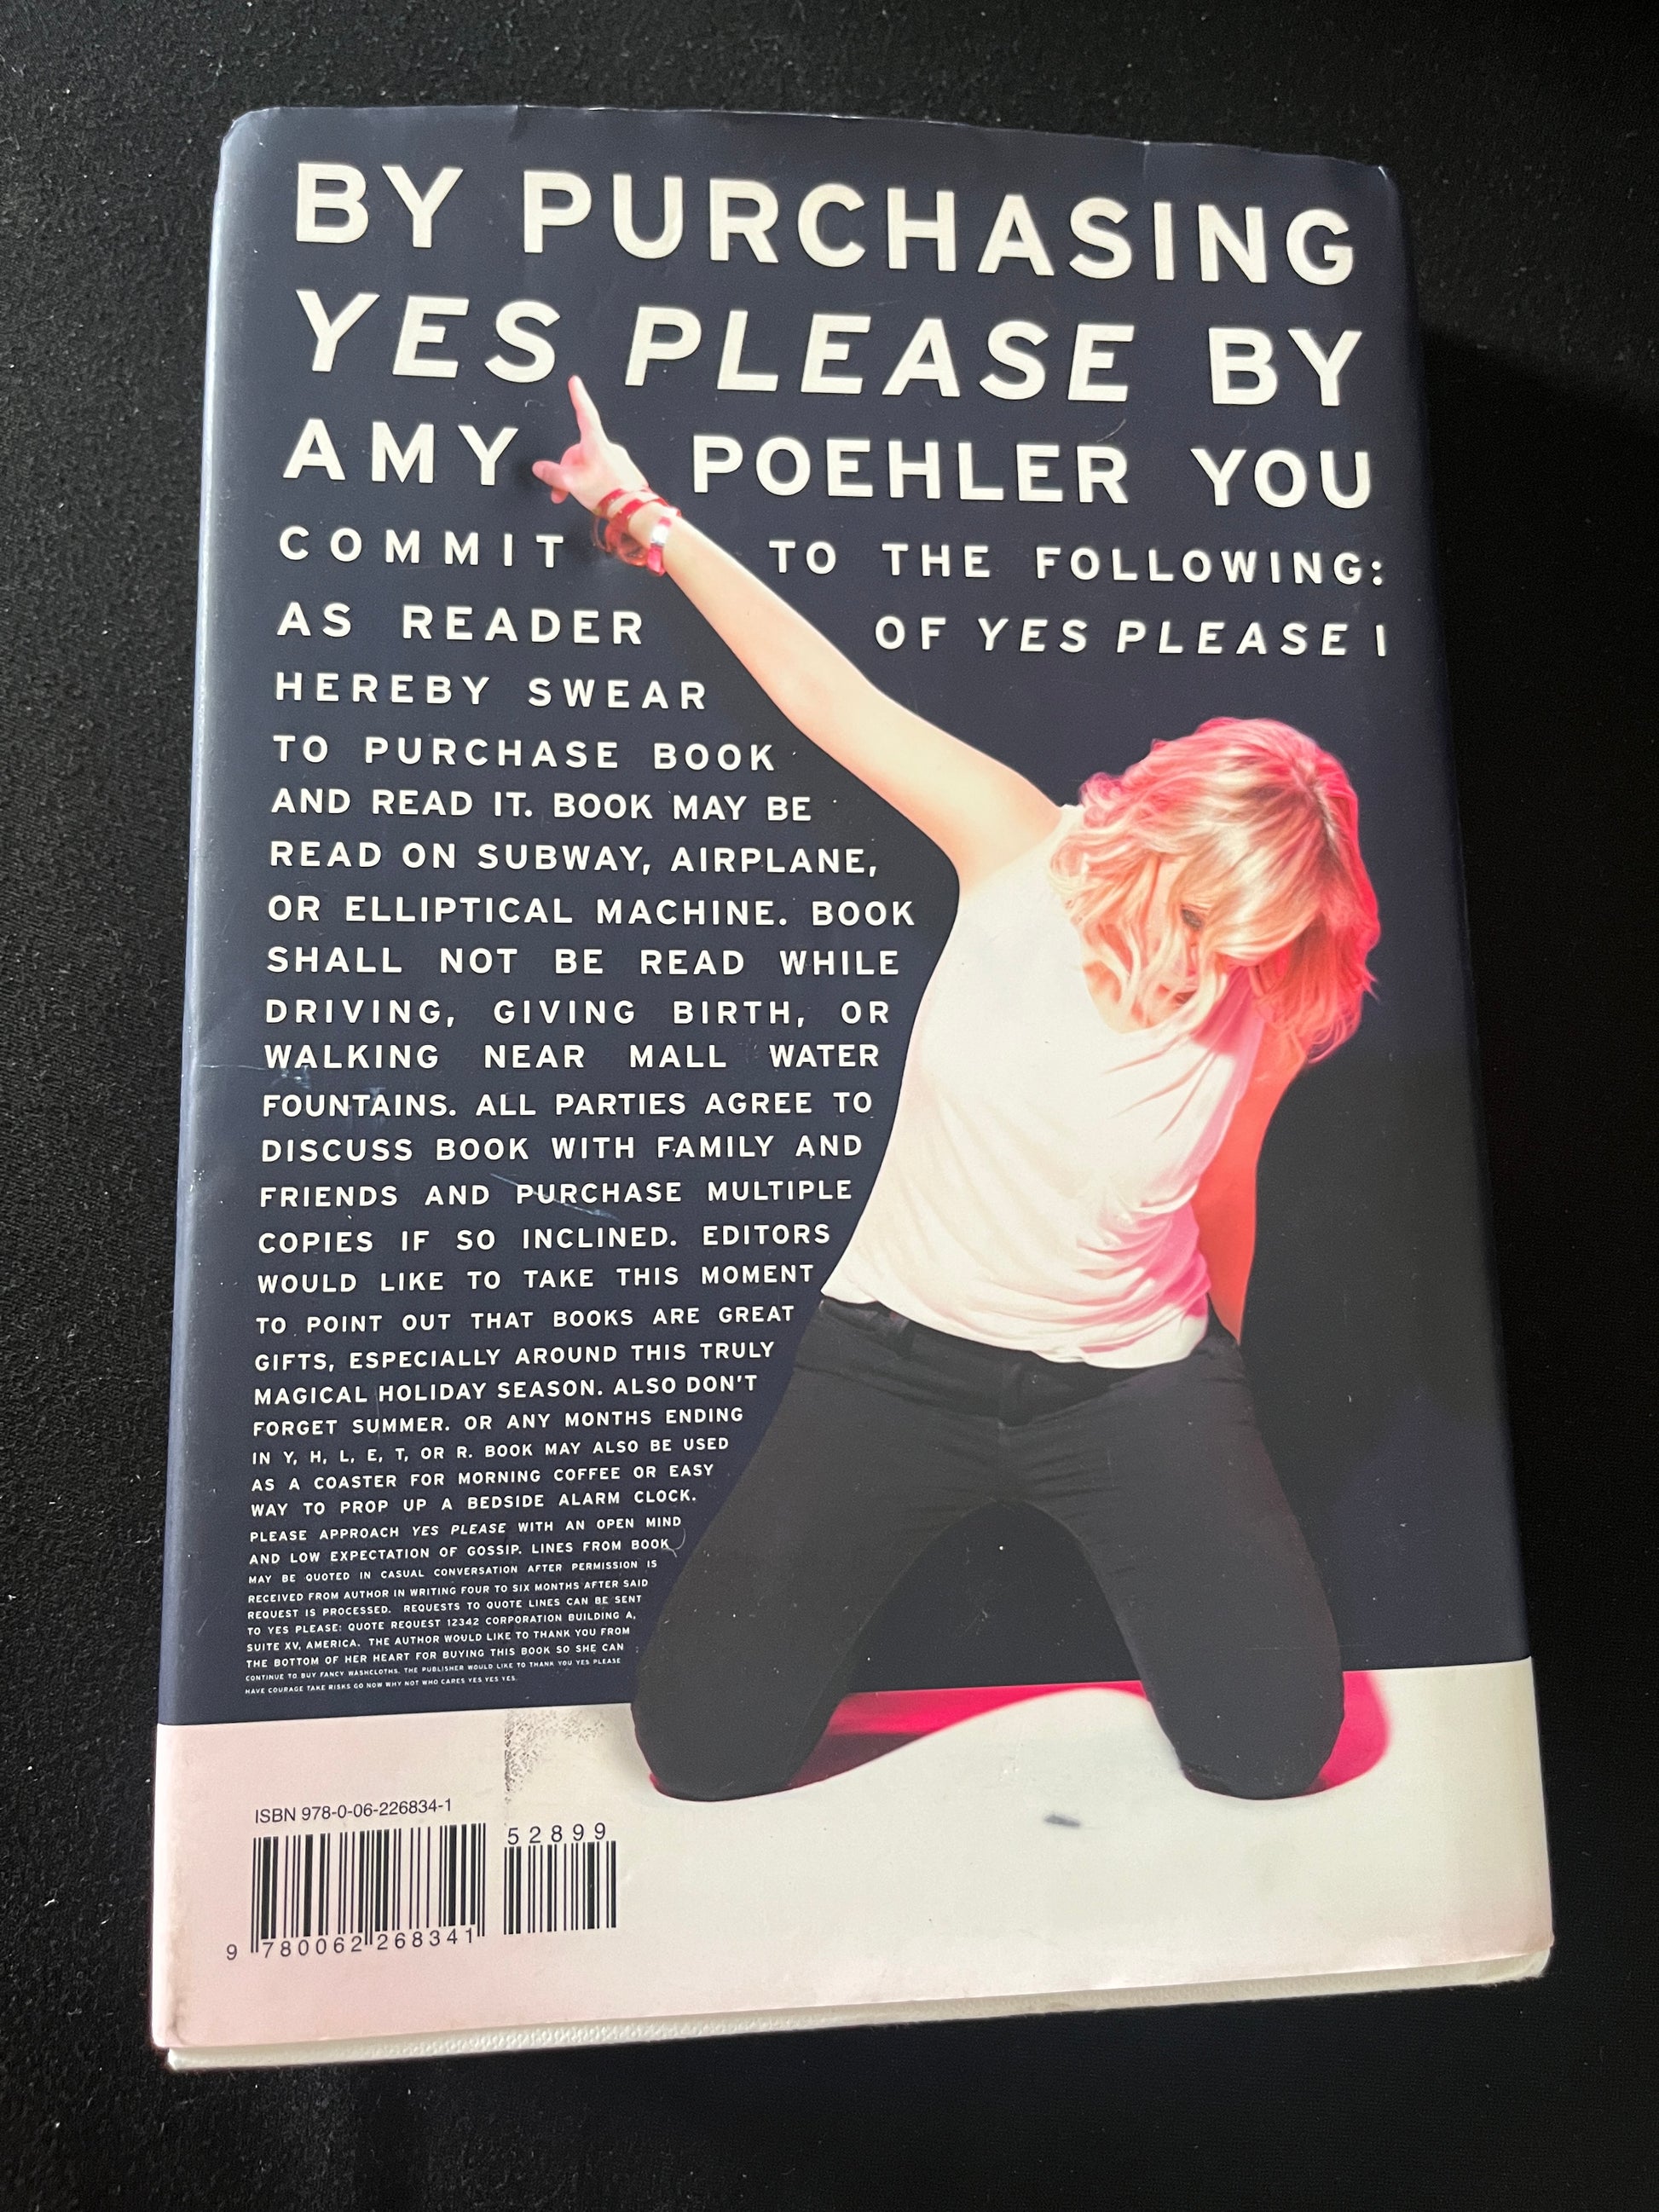 BY PURCHASING
YES PLEASE BY
AMY POEHLER YOU
COMMIT TO THE FOLLOWING:
AS READER OF YES PLEASE I
HEREBY SWEAR
TO PURCHASE BOOK
AND READ IT. BOOK MAY BE
READ ON SUBWAY, AIRPLANE,
OR ELLIPTICAL MACHINE. BOOK
SHALL NOT BE READ WHILE
DRIVING, GIVING BIRTH, OR
WALKING NEAR MALL WATER
FOUNTAINS. ALL PARTIES AGREE TO
DISCUSS BOOK WITH FAMILY AND
FRIENDS AND PURCHASE MULTIPLE
COPIES IF SO INCLINED. EDITORS
WOULD LIKE TO TAKE THIS MOMENT
TO POINT OUT THAT BOOKS ARE GREAT
GIFTS, ESPECIALLY AROUND THIS TRULY
MAGICAL HOLIDAY SEASON. ALSO DON'T
FORGET SUMMER. OR ANY MONTHS ENDING
IN Y, H, L, E, T, OR R. BOOK MAY ALSO BE USED
AS A COASTER FOR MORNING COFFEE OR EASY
WAY TO PROP UP A BEDSIDE ALARM CLOCK.
PLEASE APPROACH YES PLEASE WITH AN OPEN MIND
AND LOW EXPECTATION OF GOSSIP. LINES FROM BOOK
MAY BE QUOTED IN CASUAL CONVERSATION AFTER PERMISSION IS
RECEIVED FROM AUTHOR IN WRITING FOUR TO SIX MONTHS AFTER SAID
REQUEST IS PROCESSED. REQUESTS TO QUOTE LINES CAN BE SENT
TO YES PLEASE: QUOTE REQUEST 12342 CORPORATION BUILDING A,
SUITE XV, AMERICA. THE AUTHOR WOULD LIKE TO THANK YOU FROM
THE BOTTOM OF HER HEART FOR BUYING THIS BOOK SO SHE CAN
CONTINUE TO BUY FANCY WASHCLOTHS. THE PUBLISHER WOULD LIKE TO THANK YOU YES PLEASE
HAVE COURAGE TAKE RISKS GO NOW WHY NOT WHO CARES YES YES YES.
ISBN 978-0-06-226834-1
52899
9 780062 268341